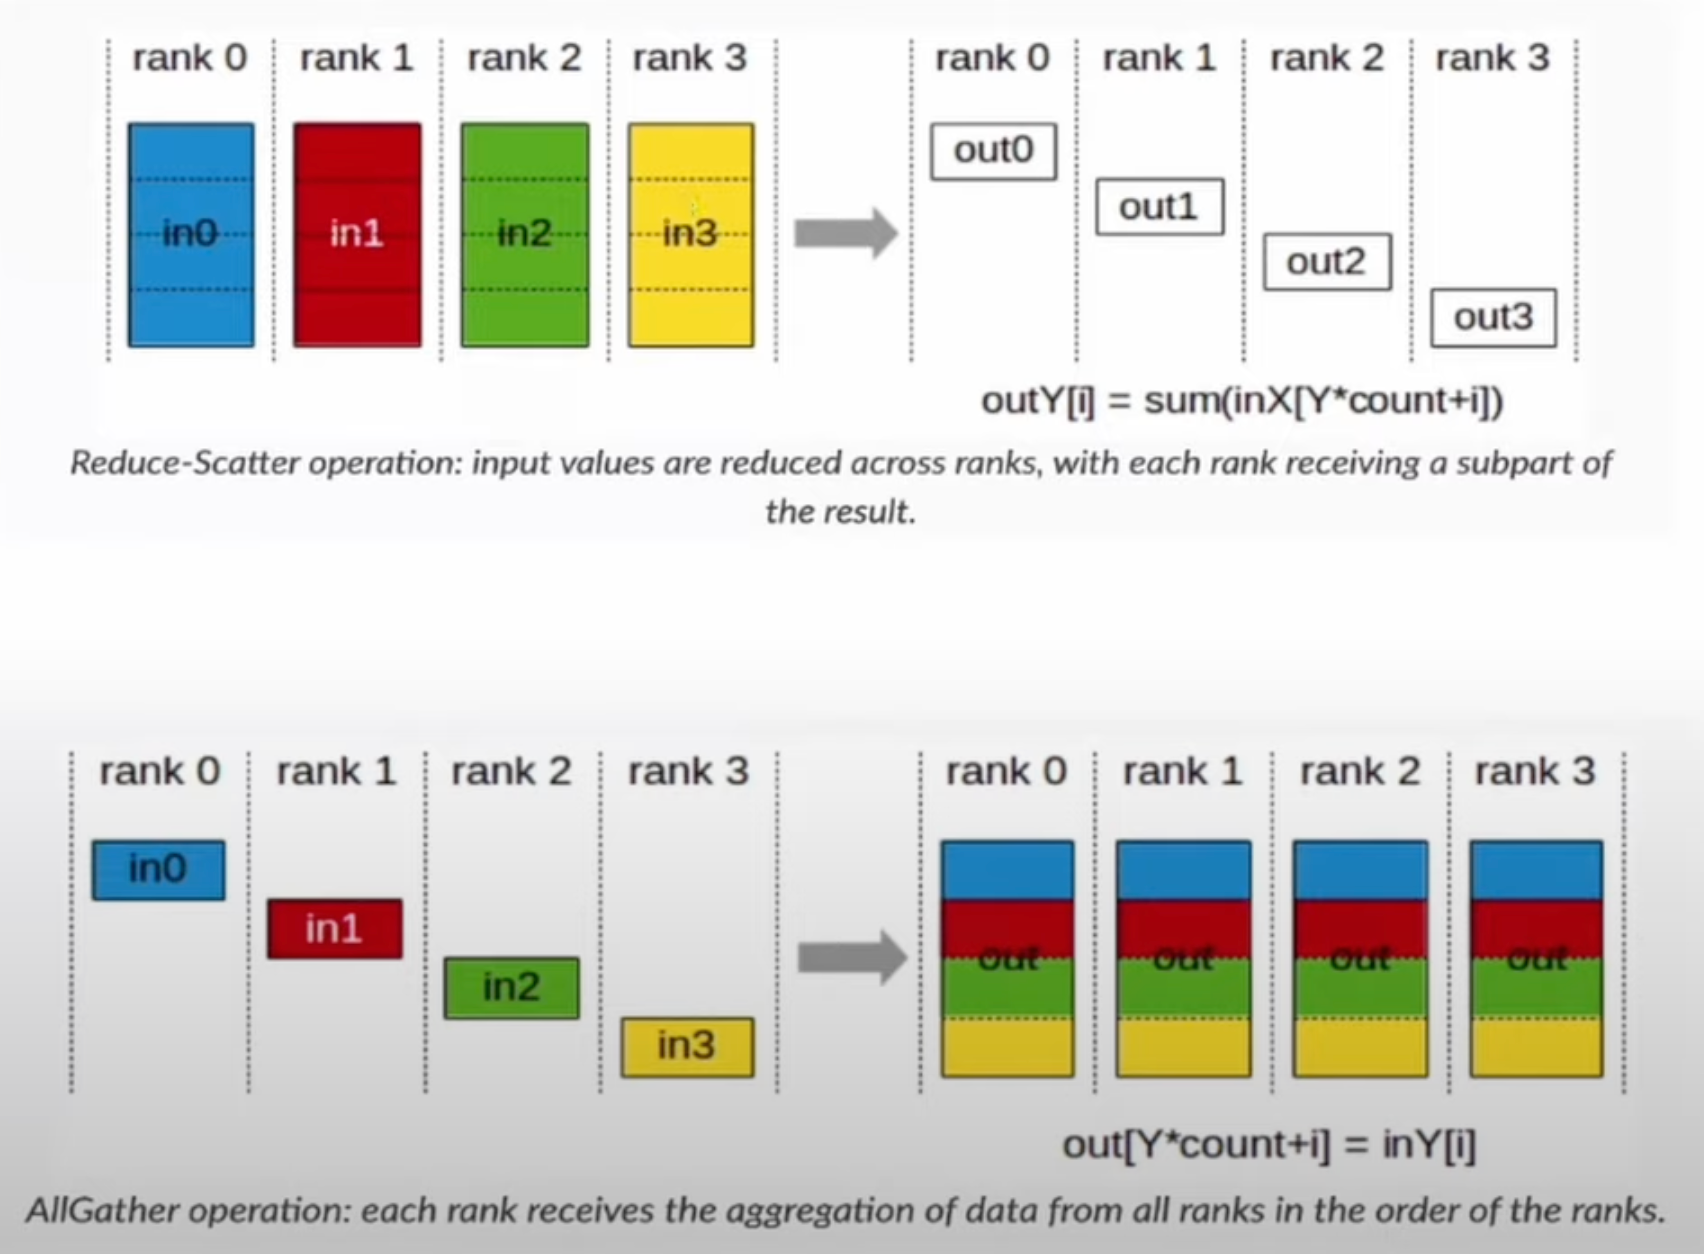 rank 0 rank 1 rank 2 rank 3 rank 0 rank 1 rank 2 rank 3
out0
out1
in0 in1 in2 in3
out2
out3
outY[i] = sum(inX[Y*count+i])
Reduce-Scatter operation: input values are reduced across ranks, with each rank receiving a subpart of
the result.
rank 0 rank 1 rank 2 rank 3 rank 0 rank 1 rank 2 rank 3
in0
in1
out out out out
in2
in3
out[Y*count+i] = inY[i]
AllGather operation: each rank receives the aggregation of data from all ranks in the order of the ranks.